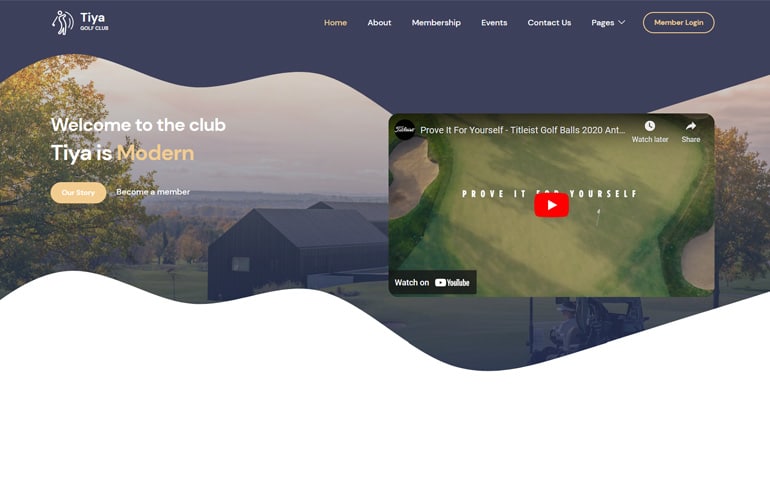 Tiya
GOLF CLUB
Home
About
Membership
Events
Contact Us
Pages
Member Login
Welcome to the club
Tiya is Modern
Our Story
Become a member
Titleist
Prove It For Yourself - Titleist Golf Balls 2020 Ant...
Watch later
Share
PROVE IT FOR YOURSELF
Watch on YouTube